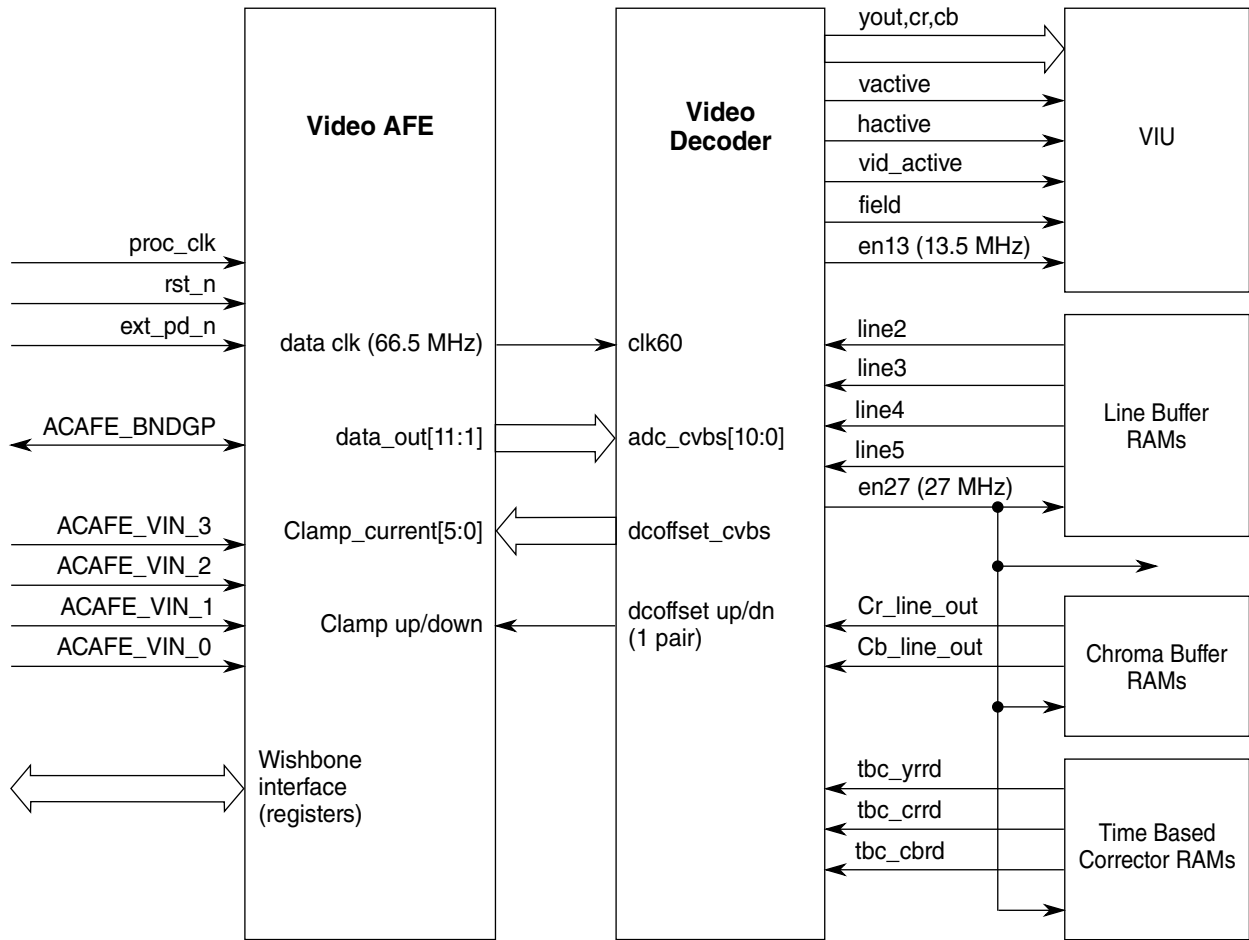 Video AFE
proc_clk
rst_n
ext_pd_n
ACAFE_BNDGP
ACAFE_VIN_3
ACAFE_VIN_2
ACAFE_VIN_1
ACAFE_VIN_0
data clk (66.5 MHz)
data_out[11:1]
Clamp_current[5:0]
Clamp up/down
Wishbone
interface
(registers)
Video
Decoder
clk60
adc_cvbs[10:0]
dcoffset_cvbs
dcoffset up/dn
(1 pair)
yout,cr,cb
vactive
hactive
vid_active
field
en13 (13.5 MHz)
VIU
line2
line3
line4
line5
en27 (27 MHz)
Line Buffer
RAMs
Cr_line_out
Cb_line_out
Chroma Buffer
RAMs
tbc_yrrd
tbc_crrd
tbc_cbrd
Time Based
Corrector RAMs